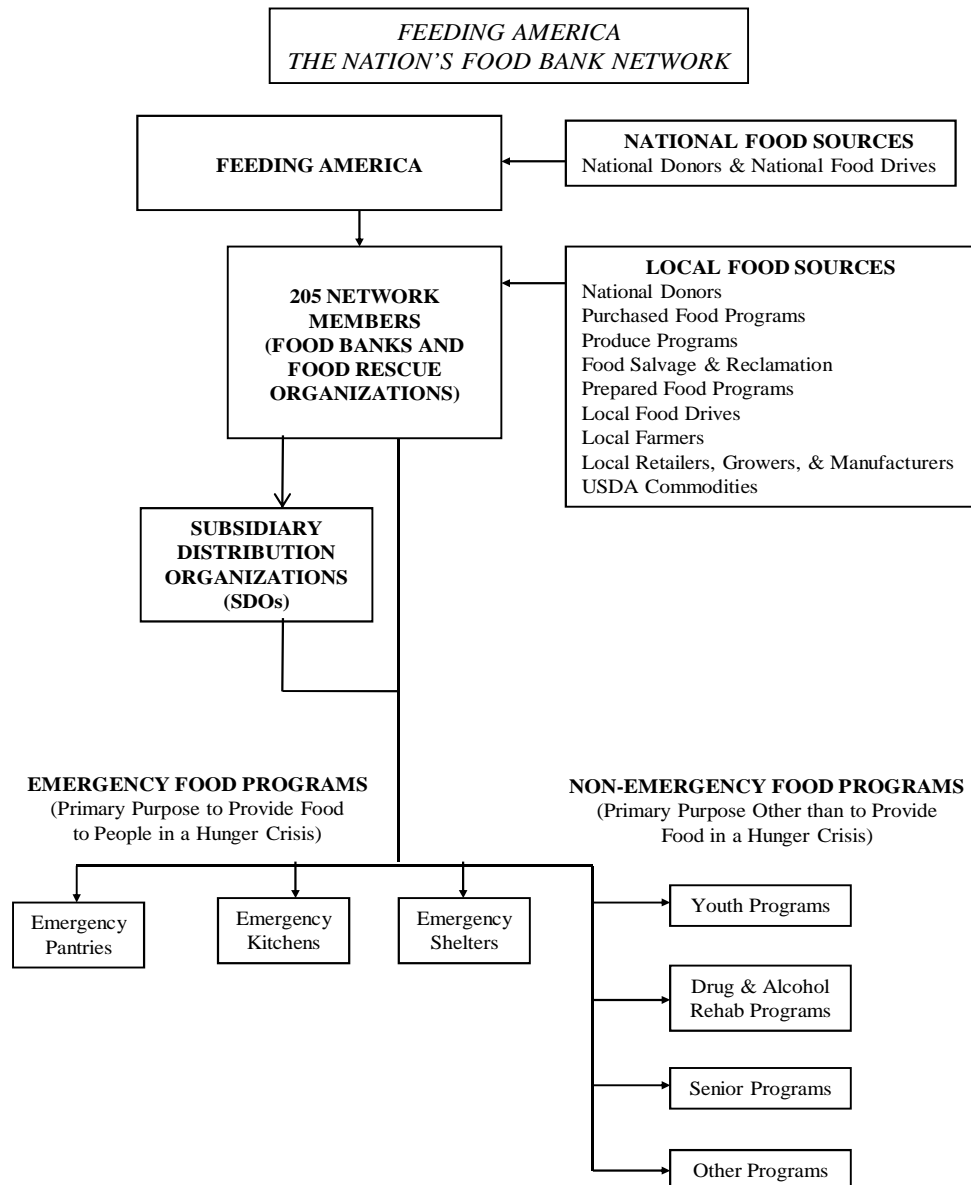 FEEDING AMERICA
THE NATION'S FOOD BANK NETWORK
FEEDING AMERICA
NATIONAL FOOD SOURCES
National Donors & National Food Drives
205 NETWORK
MEMBERS
(FOOD BANKS AND
FOOD RESCUE
ORGANIZATIONS)
LOCAL FOOD SOURCES
National Donors
Purchased Food Programs
Produce Programs
Food Salvage & Reclamation
Prepared Food Programs
Local Food Drives
Local Farmers
Local Retailers, Growers, & Manufacturers
USDA Commodities
SUBSIDIARY
DISTRIBUTION
ORGANIZATIONS
(SDOs)
EMERGENCY FOOD PROGRAMS
(Primary Purpose to Provide Food
to People in a Hunger Crisis)
NON-EMERGENCY FOOD PROGRAMS
(Primary Purpose Other than to Provide
Food in a Hunger Crisis)
Emergency
Pantries
Emergency
Kitchens
Emergency
Shelters
Youth Programs
Drug & Alcohol
Rehab Programs
Senior Programs
Other Programs